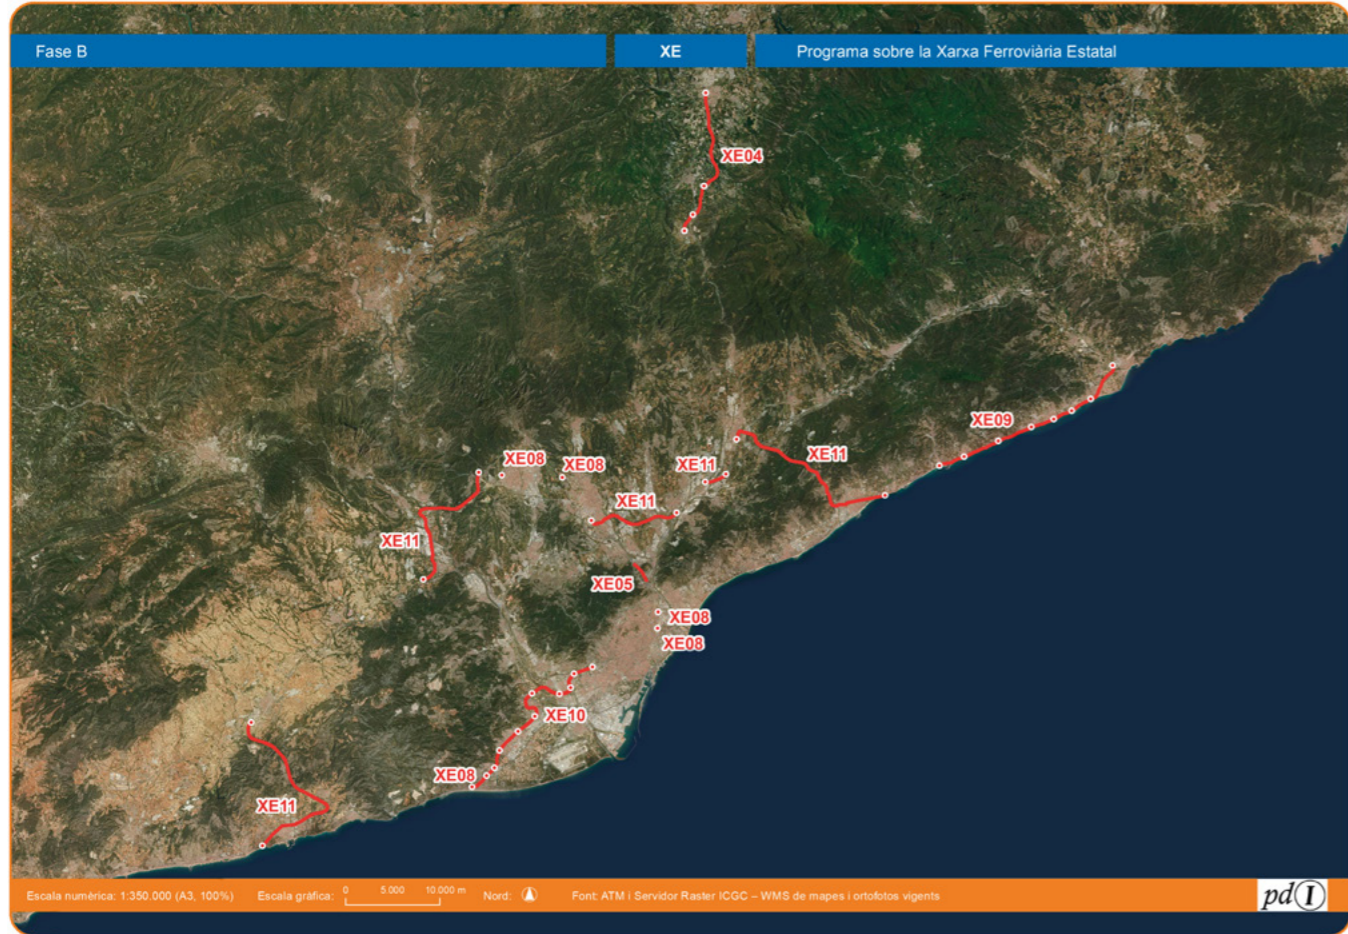 Fase B
XE
Programa sobre la Xarxa Ferroviària Estatal
XE04
XE09
XE08
XE08
XE11
XE11
XE11
XE11
XE05
XE08
XE08
XE10
XE08
XE11
Escala numèrica: 1:350.000 (A3, 100%)
Escala gràfica:
0 5.000 10.000 m
Nord:
Font: ATM i Servidor Raster ICGC – WMS de mapes i ortofotos vigents
pdI